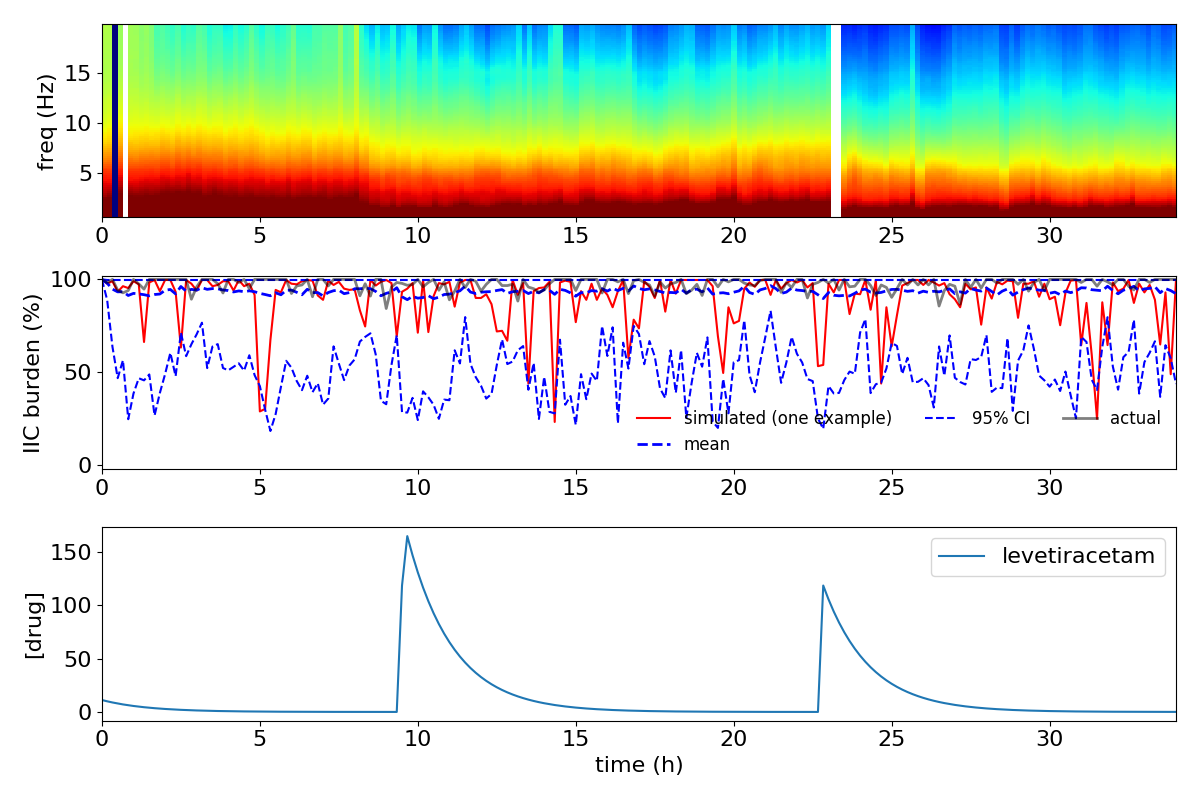 freq (Hz)
15
10
5
0 5 10 15 20 25 30
IIC burden (%)
100
50
0
simulated (one example) 95% CI actual
mean
0 5 10 15 20 25 30
[drug]
150
100
50
0
levetiracetam
0 5 10 15 20 25 30
time (h)